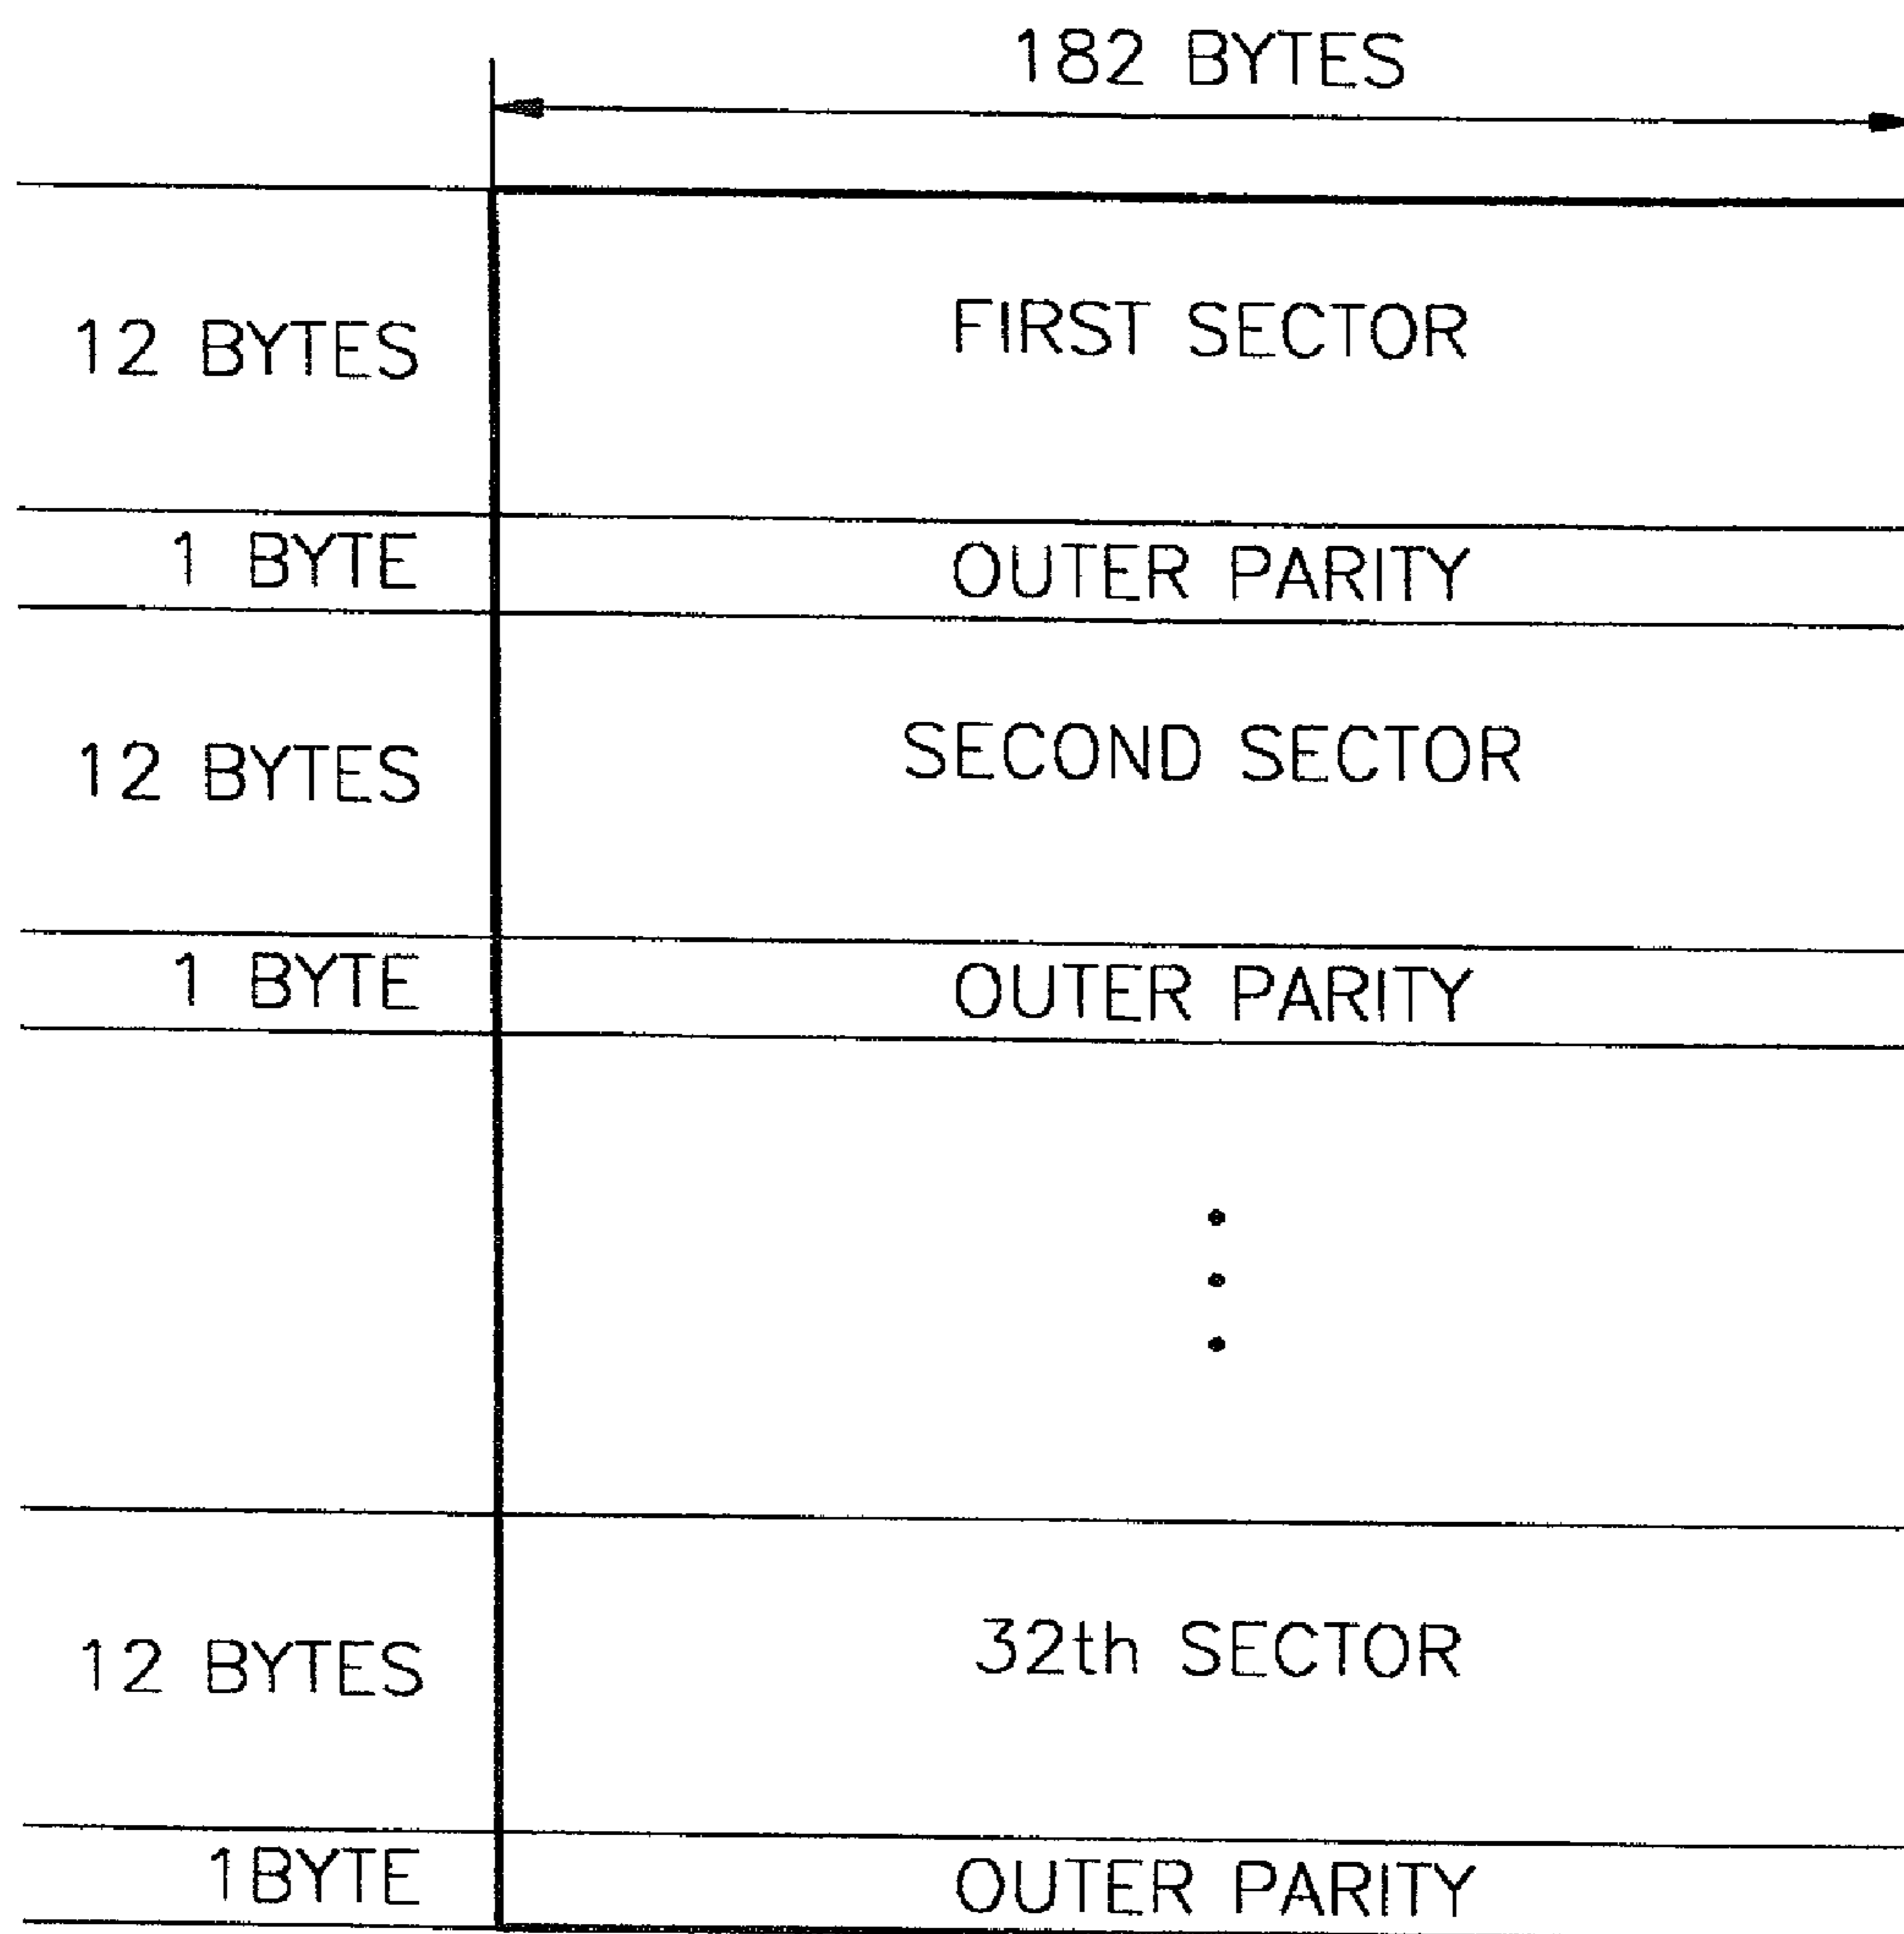 182 BYTES
12 BYTES
FIRST SECTOR
1 BYTE
OUTER PARITY
12 BYTES
SECOND SECTOR
1 BYTE
OUTER PARITY
12 BYTES
32th SECTOR
1BYTE
OUTER PARITY